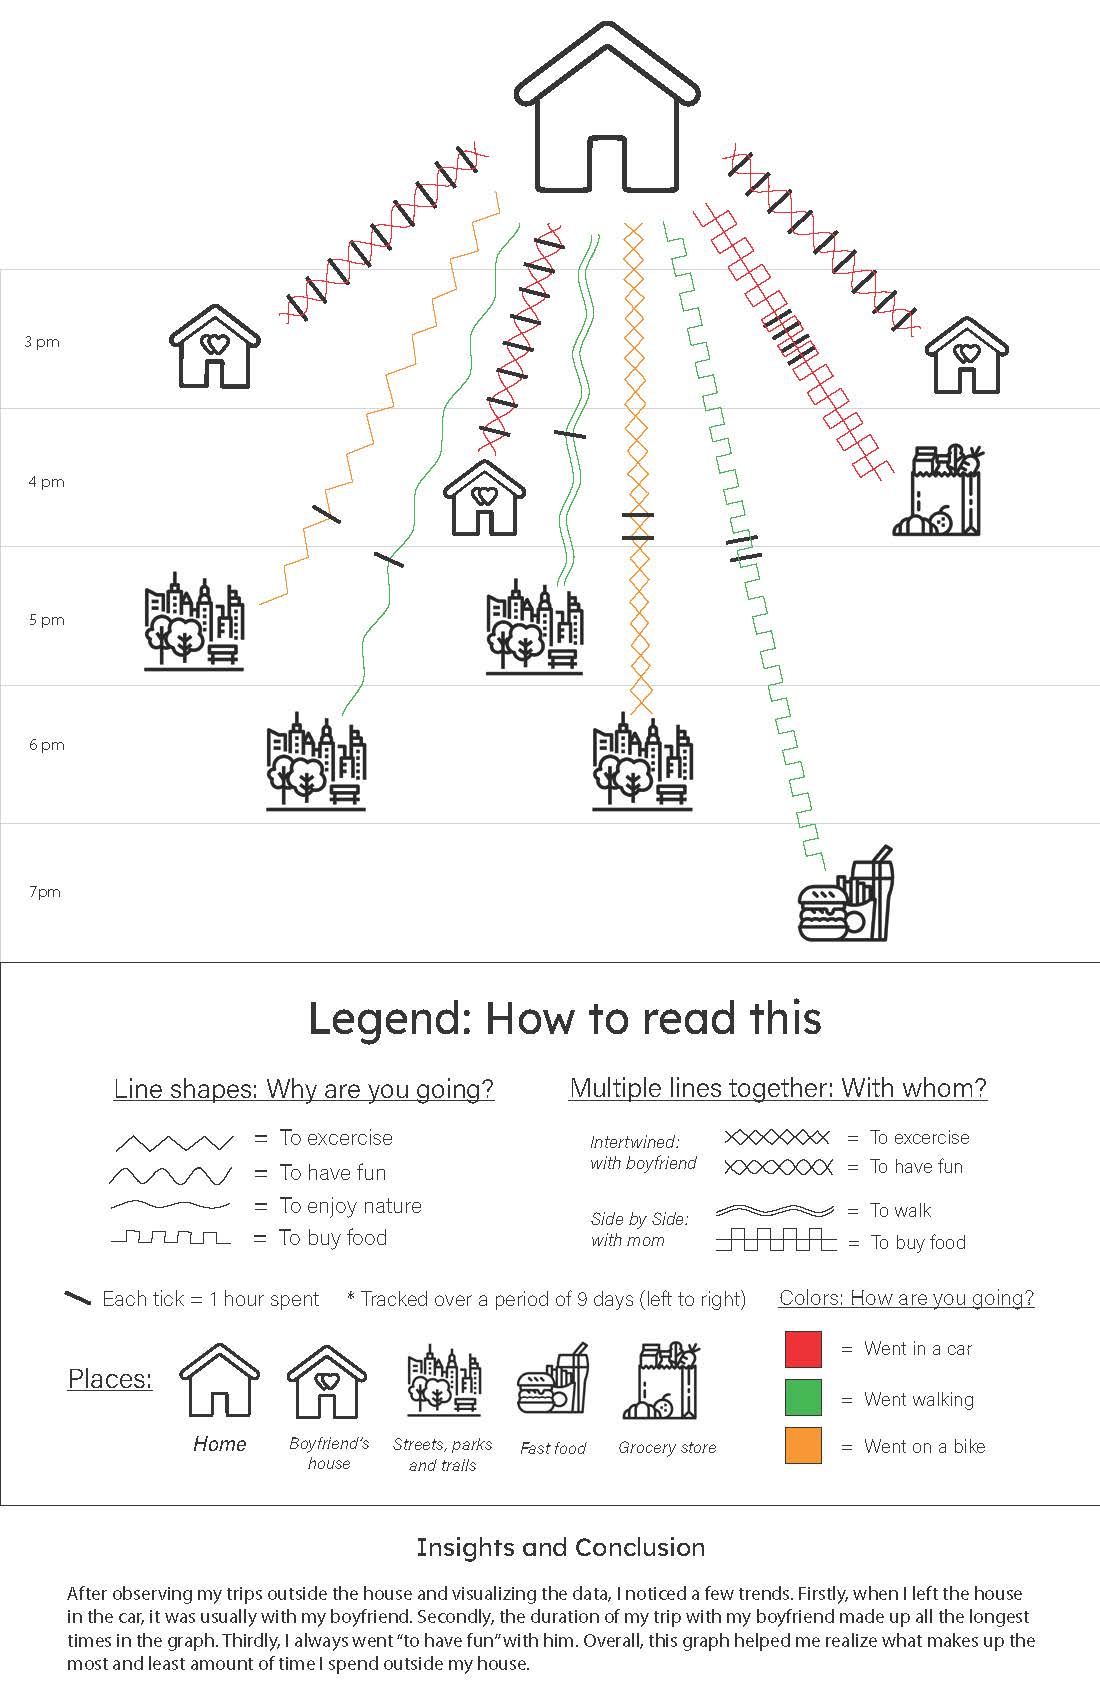 3 pm
4 pm
5 pm
6 pm
7pm
Legend: How to read this
Line shapes: Why are you going?
= To excercise
= To have fun
= To enjoy nature
= To buy food
Multiple lines together: With whom?
Intertwined:
with boyfriend
= To excercise
= To have fun
Side by Side:
with mom
= To walk
= To buy food
Each tick = 1 hour spent * Tracked over a period of 9 days (left to right)
Colors: How are you going?
= Went in a car
= Went walking
= Went on a bike
Places:
Home
Boyfriend's
house
Streets, parks
and trails
Fast food
Grocery store
Insights and Conclusion
After observing my trips outside the house and visualizing the data, I noticed a few trends. Firstly, when I left the house
in the car, it was usually with my boyfriend. Secondly, the duration of my trip with my boyfriend made up all the longest
times in the graph. Thirdly, I always went “to have fun” with him. Overall, this graph helped me realize what makes up the
most and least amount of time I spend outside my house.